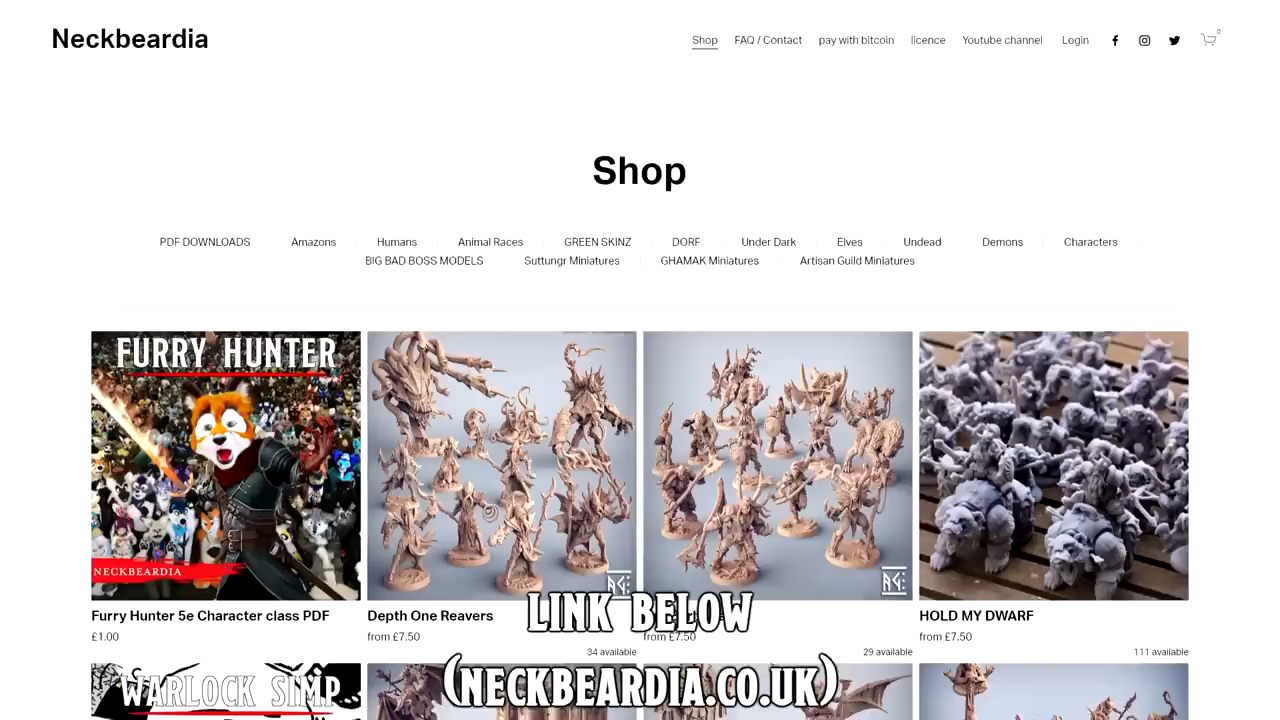 Neckbeardia
Shop FAQ / Contact pay with bitcoin licence Youtube channel Login 0
Shop
PDF DOWNLOADS Amazons Humans Animal Races GREEN SKINZ DORF Under Dark Elves Undead Demons Characters
BIG BAD BOSS MODELS Suttungr Miniatures GHAMAK Miniatures Artisan Guild Miniatures
FURRY HUNTER
NECKBEARDIA
Furry Hunter 5e Character class PDF
£1.00
Depth One Reavers
from £7.50
34 available
from £7.50
29 available
HOLD MY DWARF
from £7.50
111 available
LINK BELOW
(NECKBEARDIA.CO.UK)
WARLOCK SIMP